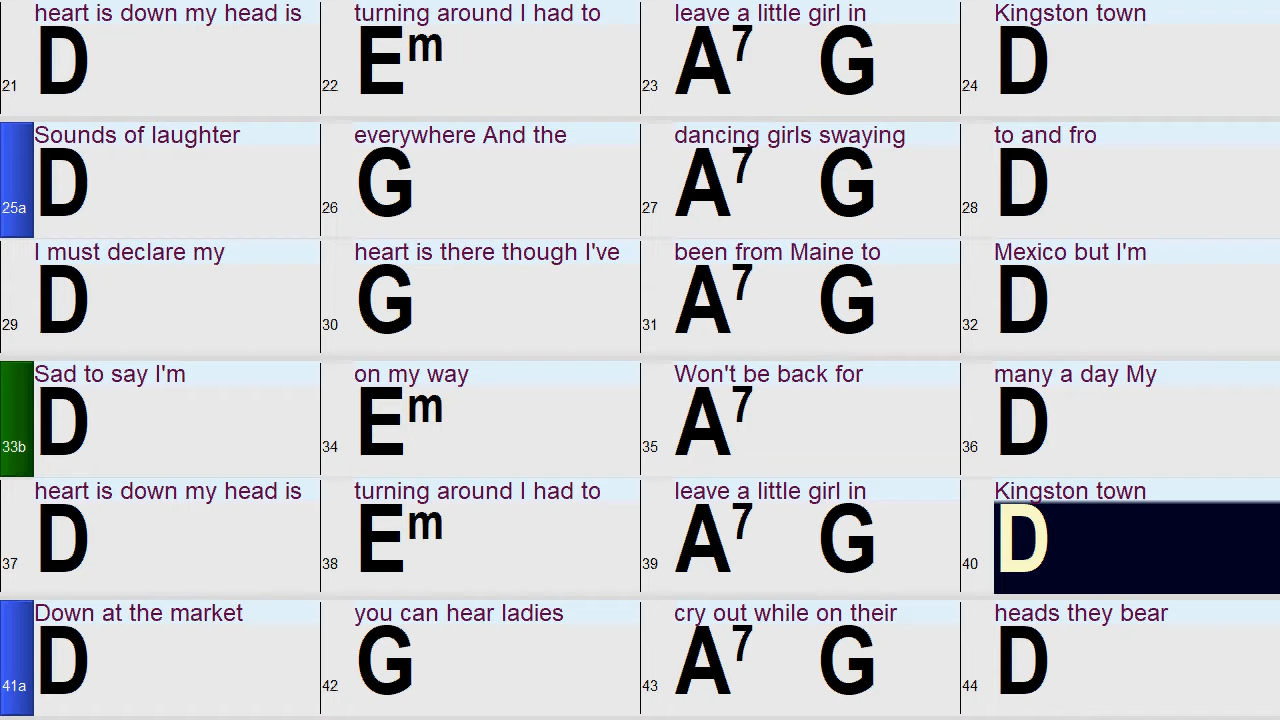 heart is down my head is turning around I had to leave a little girl in Kingston town
21 D 22 Em 23 A7 G 24 D
Sounds of laughter everywhere And the dancing girls swaying to and fro
25a D 26 G 27 A7 G 28 D
I must declare my heart is there though I've been from Maine to Mexico but I'm
29 D 30 G 31 A7 G 32 D
Sad to say I'm on my way Won't be back for many a day My
33b D 34 Em 35 A7 36 D
heart is down my head is turning around I had to leave a little girl in Kingston town
37 D 38 Em 39 A7 G 40 D
Down at the market you can hear ladies cry out while on their heads they bear
41a D 42 G 43 A7 G 44 D